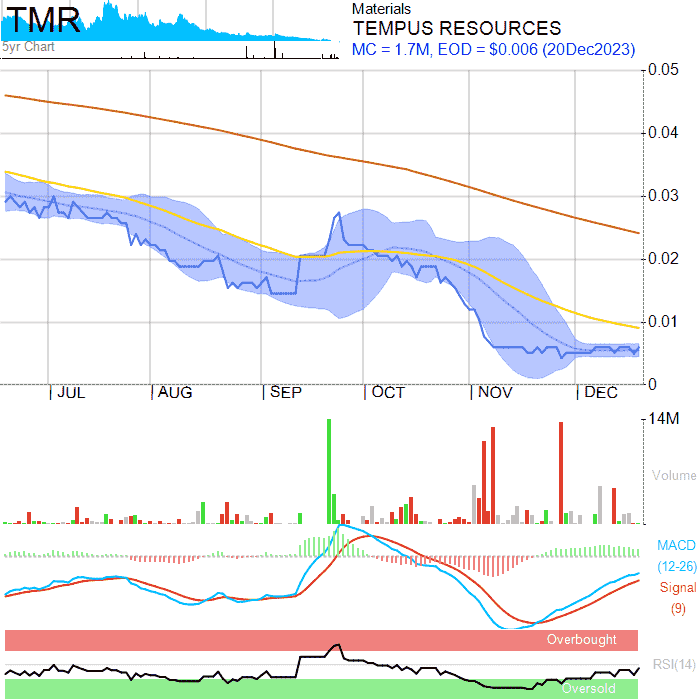 TMR
5yr Chart
Materials
TEMPUS RESOURCES
MC = 1.7M, EOD = $0.006 (20Dec2023)
0.05
0.04
0.03
0.02
0.01
0
JUL
AUG
SEP
OCT
NOV
DEC
14M
Volume
MACD
(12-26)
Signal
(9)
Overbought
RSI(14)
Oversold